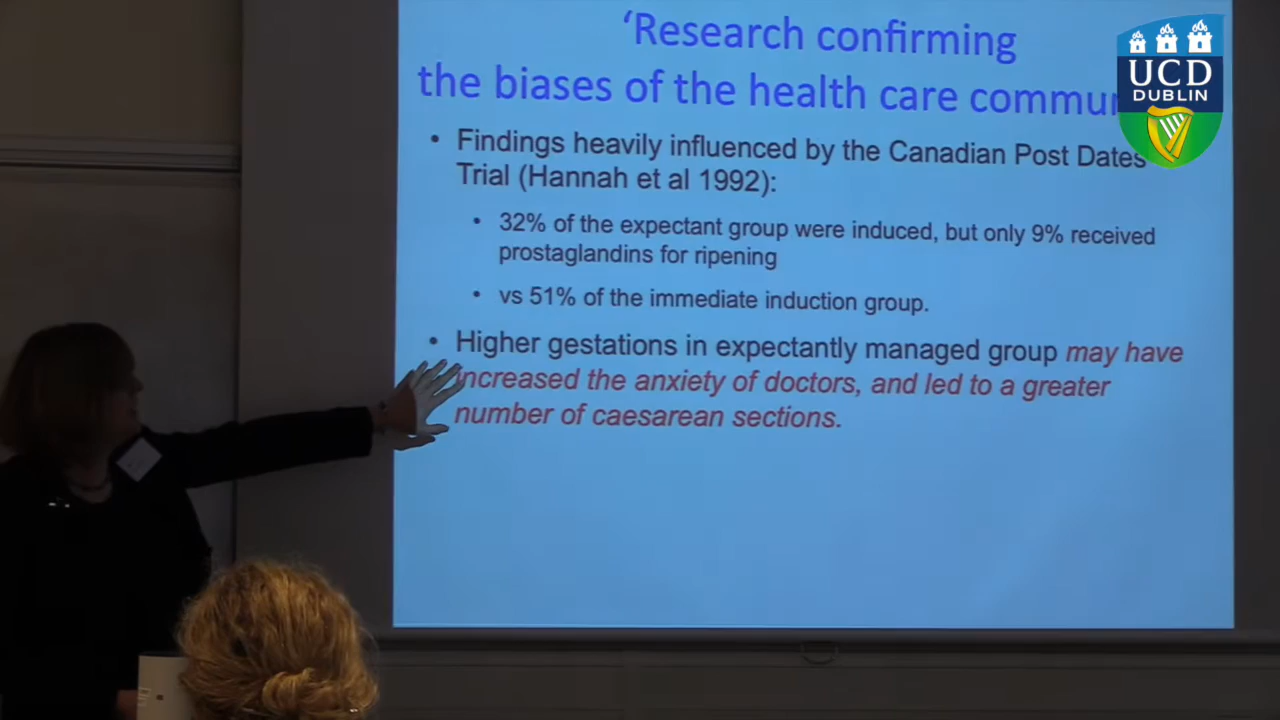 ‘Research confirming
the biases of the health care
UCD
DUBLIN
• Findings heavily influenced by the Canadian Post Dates
Trial (Hannah et al 1992):
• 32% of the expectant group were induced, but only 9% received
prostaglandins for ripening
• vs 51% of the immediate induction group.
• Higher gestations in expectantly managed group may have
increased the anxiety of doctors, and led to a greater
number of caesarean sections.